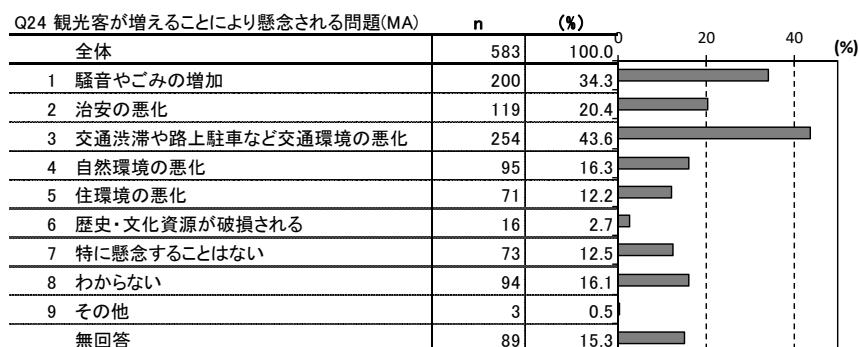 Q24 観光客が増えることにより懸念される問題(MA) n (%)
0 20 40 (%)
全体 583 100.0
1 騒音やごみの増加 200 34.3
2 治安の悪化 119 20.4
3 交通渋滞や路上駐車など交通環境の悪化 254 43.6
4 自然環境の悪化 95 16.3
5 住環境の悪化 71 12.2
6 歴史・文化資源が破損される 16 2.7
7 特に懸念することはない 73 12.5
8 わからない 94 16.1
9 その他 3 0.5
無回答 89 15.3